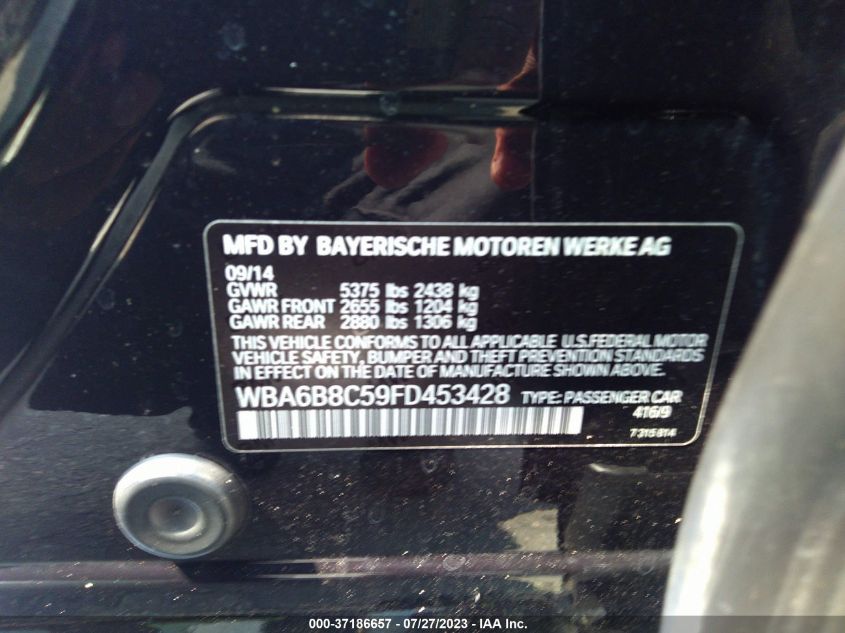 MFD BY BAYERISCHE MOTOREN WERKE AG
09/14
GVWR 5375 lbs 2438 kg
GAWR FRONT 2655 lbs 1204 kg
GAWR REAR 2880 lbs 1306 kg
THIS VEHICLE CONFORMS TO ALL APPLICABLE U.S.FEDERAL MOTOR
VEHICLE SAFETY, BUMPER AND THEFT PREVENTION STANDARDS
IN EFFECT ON THE DATE OF MANUFACTURE SHOWN ABOVE.
WBA6B8C59FD453428 TYPE: PASSENGER CAR
416/9
7 315 814
000-37186657 - 07/27/2023 - IAA Inc.